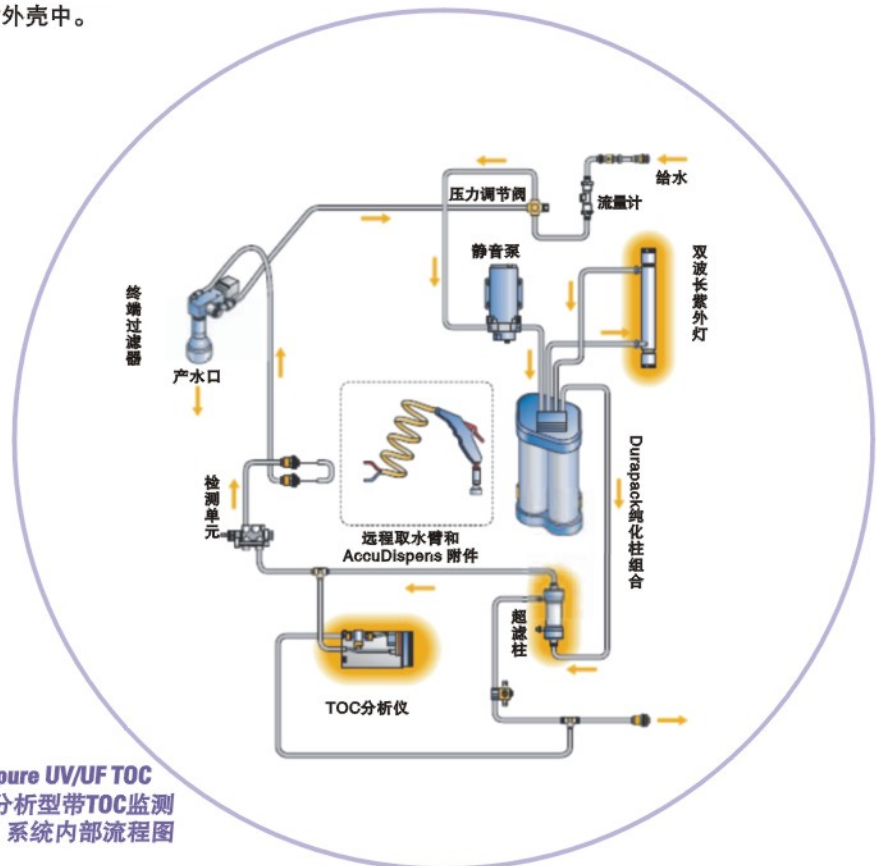 外壳中。
给水
压力调节阀
流量计
静音泵
双波长紫外灯
终端过滤器
产水口
Durapack纯化柱组合
检测单元
远程取水臂和
AccuDispens 附件
超滤柱
TOC分析仪
pure UV/UF TOC
分析型带TOC监测
系统内部流程图